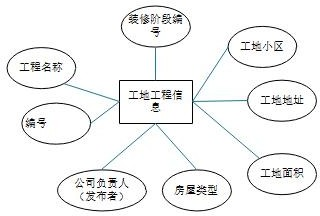 装修阶段编
号
工地小区
工程名称
工地工程信
息
工地地址
编号
工地面积
公司负责人
（发布者）
房屋类型